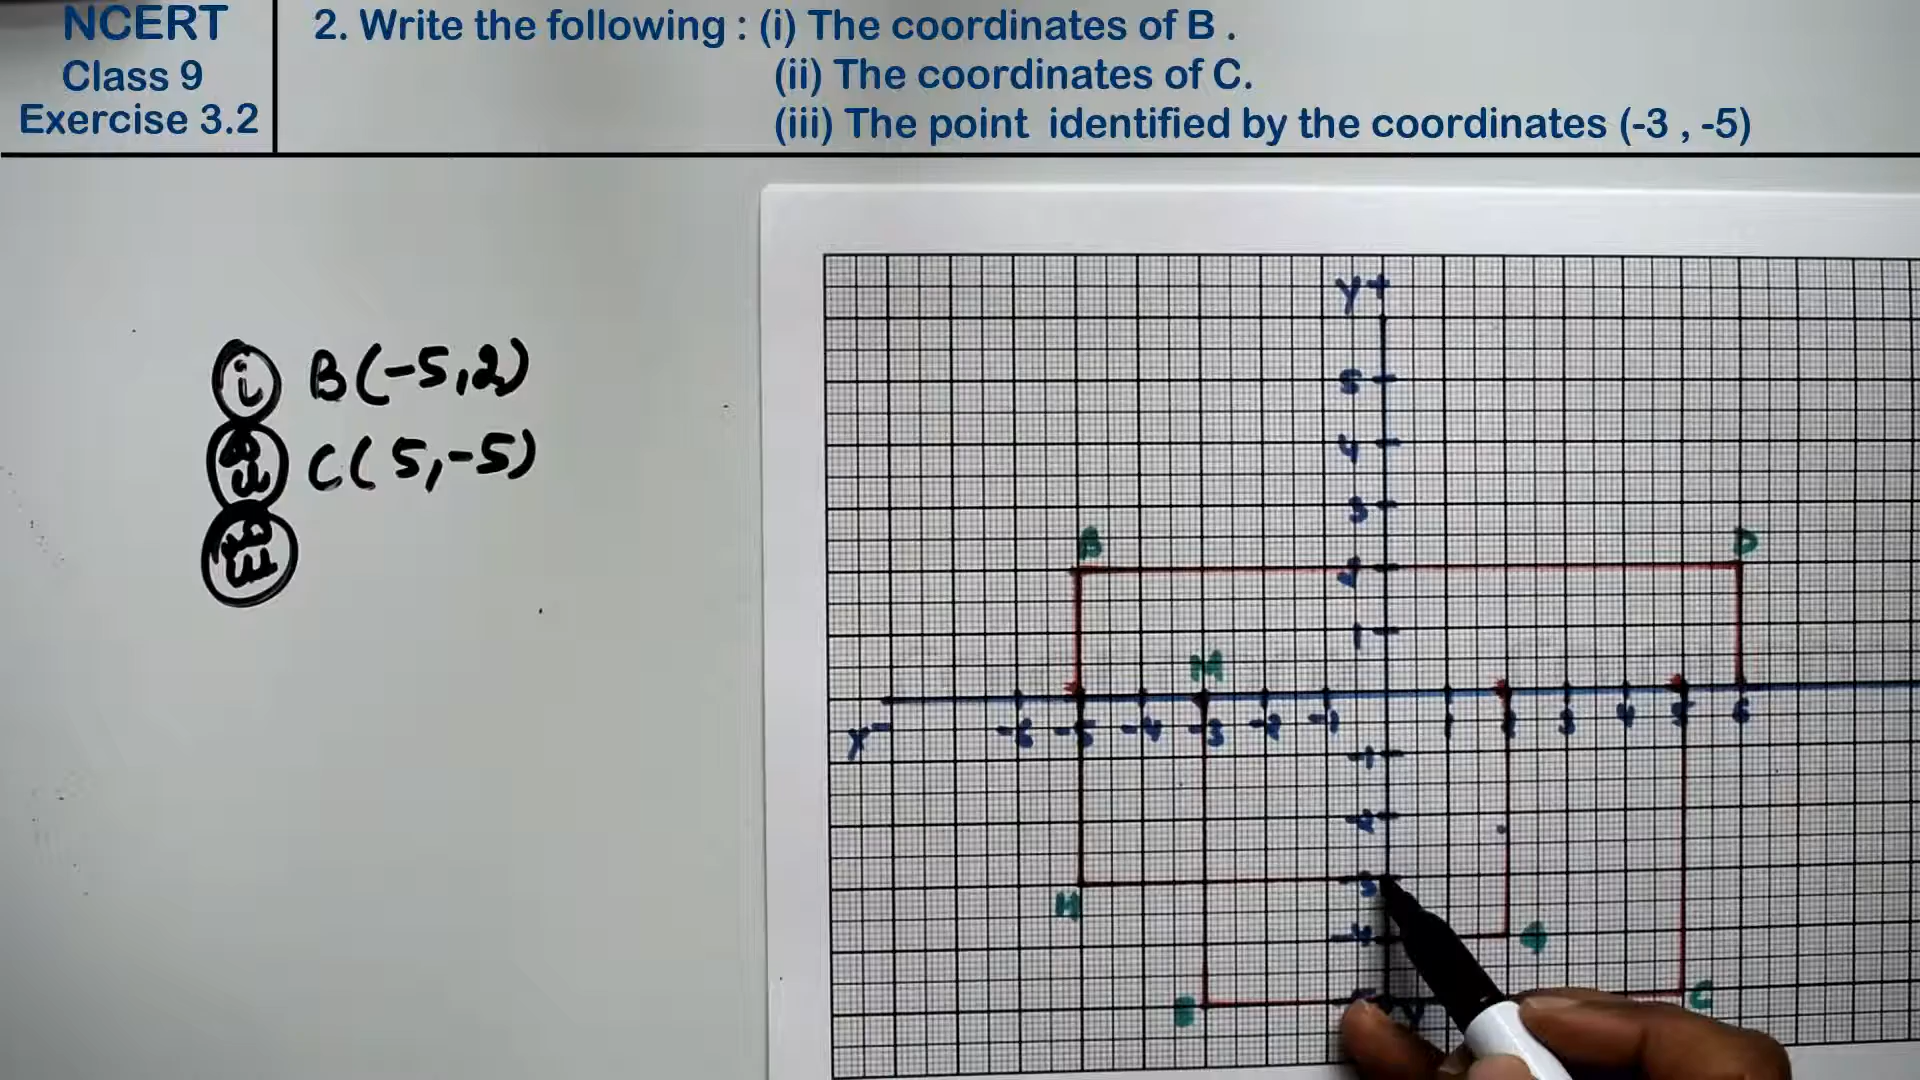 NCERT
Class 9
Exercise 3.2
2. Write the following : (i) The coordinates of B .
(ii) The coordinates of C.
(iii) The point identified by the coordinates (-3 , -5)
i B(-5,2)
ii C(5,-5)
iii
Y+
5
4
3
B
D
2
1
M
X- -6 -5 -4 -3 -2 -1 1 2 3 4 5 6
-1
-2
-3
H
-4
C